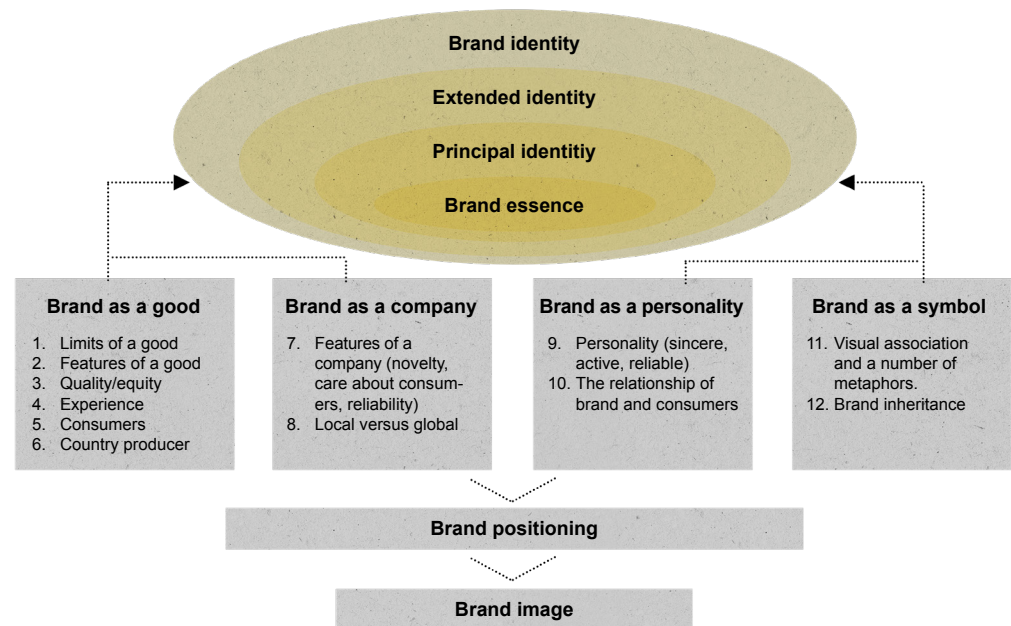 Brand identity
Extended identity
Principal identitiy
Brand essence
Brand as a good
1. Limits of a good
2. Features of a good
3. Quality/equity
4. Experience
5. Consumers
6. Country producer
Brand as a company
7. Features of a
company (novelty,
care about consum-
ers, reliability)
8. Local versus global
Brand as a personality
9. Personality (sincere,
active, reliable)
10. The relationship of
brand and consumers
Brand as a symbol
11. Visual association
and a number of
metaphors.
12. Brand inheritance
Brand positioning
Brand image